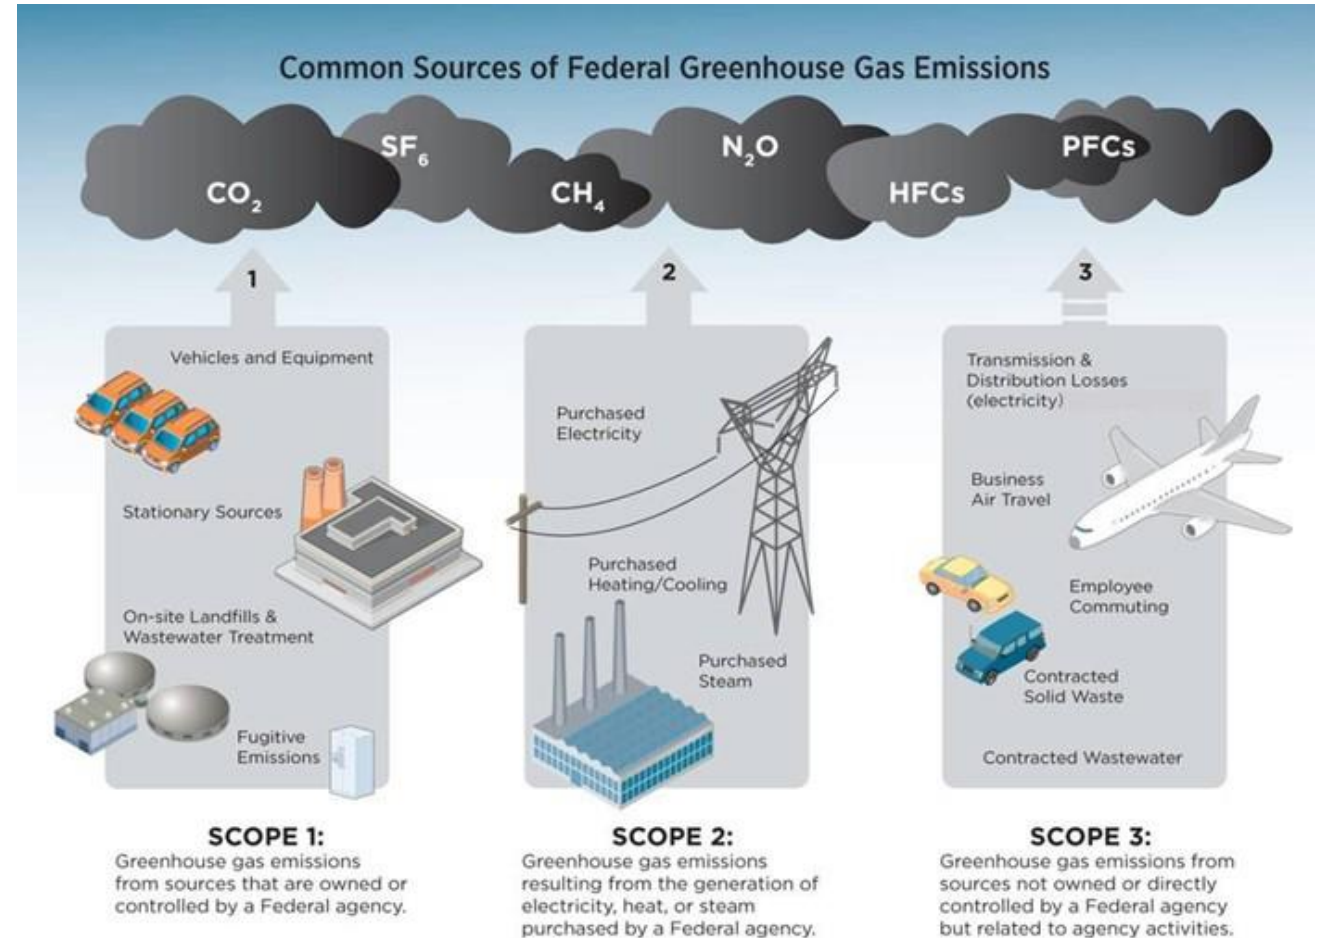 Common Sources of Federal Greenhouse Gas Emissions
SF6
N2O
PFCs
CO2
CH4
HFCs
1
2
3
Vehicles and Equipment
Stationary Sources
On-site Landfills &
Wastewater Treatment
Fugitive
Emissions
Purchased
Electricity
Purchased
Heating/Cooling
Purchased
Steam
Transmission &
Distribution Losses
(electricity)
Business
Air Travel
Employee
Commuting
Contracted
Solid Waste
Contracted Wastewater
SCOPE 1:
Greenhouse gas emissions
from sources that are owned or
controlled by a Federal agency.
SCOPE 2:
Greenhouse gas emissions
resulting from the generation of
electricity, heat, or steam
purchased by a Federal agency.
SCOPE 3:
Greenhouse gas emissions from
sources not owned or directly
controlled by a Federal agency
but related to agency activities.